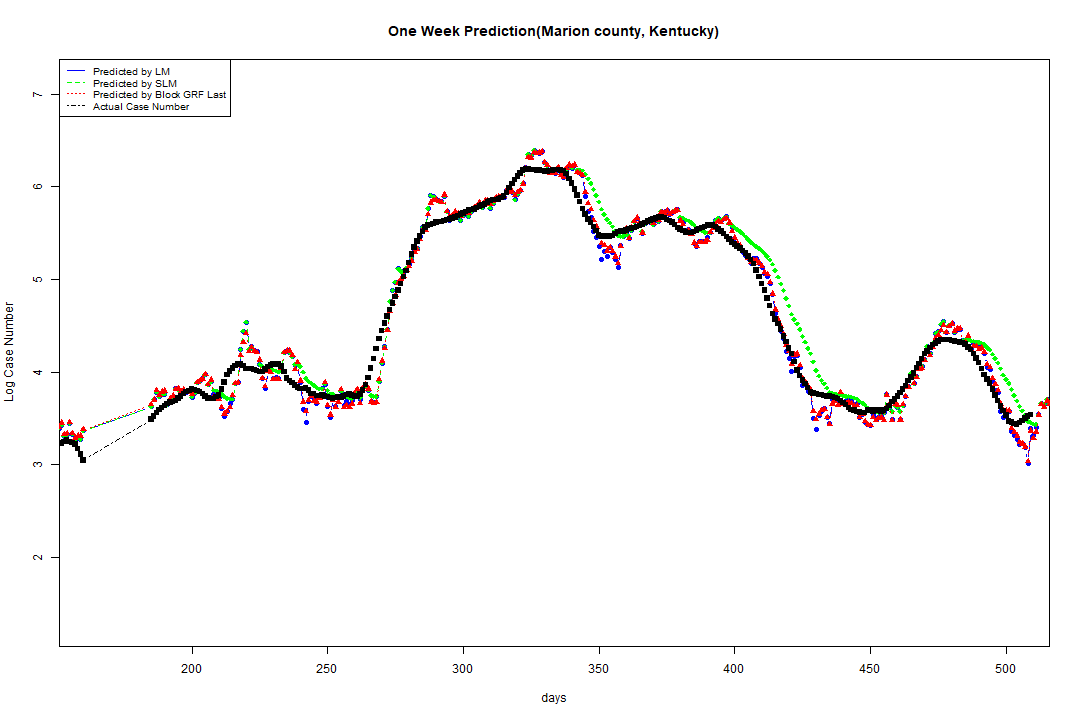 One Week Prediction(Marion county, Kentucky)
Predicted by LM
Predicted by SLM
Predicted by Block GRF Last
Actual Case Number
7
6
5
4
3
2
Log Case Number
200 250 300 350 400 450 500
days